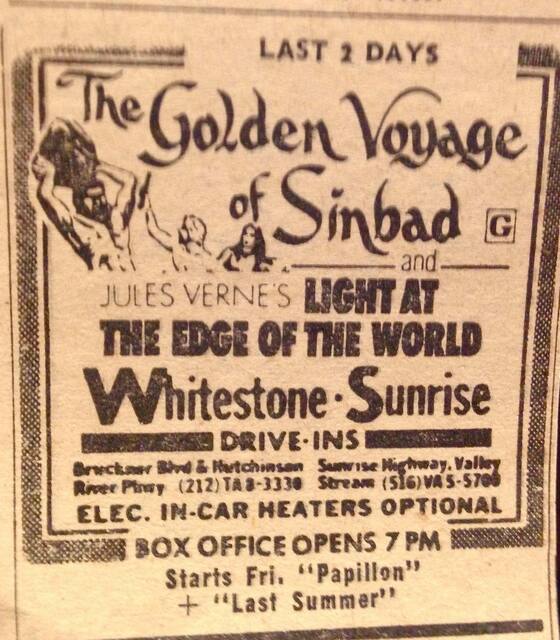 LAST 2 DAYS
The Golden Voyage
of Sinbad G
and
JULES VERNE'S LIGHT AT
THE EDGE OF THE WORLD
Whitestone · Sunrise
DRIVE-INS
Bruckner Blvd & Hutchinson Sunrise Highway, Valley
River Pkwy (212) TA 8-3330 Stream (516) VA 5-5700
ELEC. IN-CAR HEATERS OPTIONAL
BOX OFFICE OPENS 7 PM
Starts Fri. "Papillon"
+ "Last Summer"